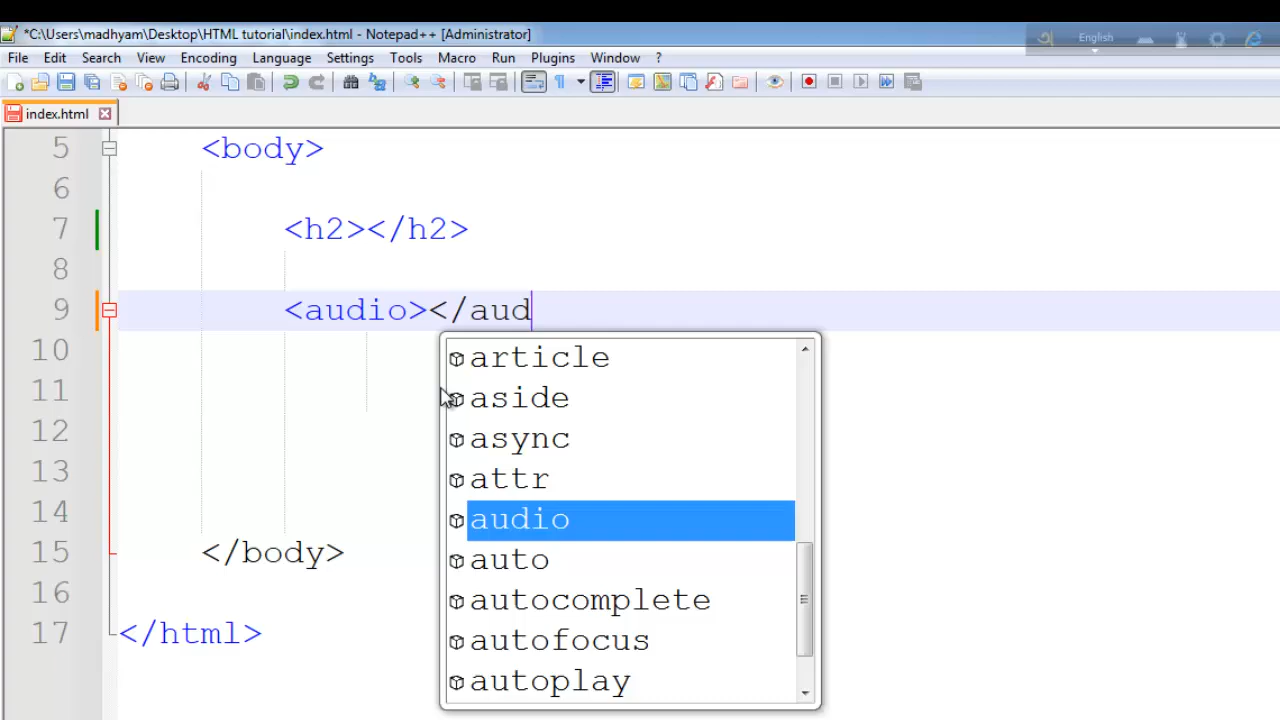 *C:\Users\madhyam\Desktop\HTML tutorial\index.html - Notepad++ [Administrator]
English
File Edit Search View Encoding Language Settings Tools Macro Run Plugins Window ?
index.html
5 <body>
6
7 <h2></h2>
8
9 <audio></aud
10
article
11
aside
12
async
13
attr
14
audio
15 </body>
auto
16
autocomplete
17 </html>
autofocus
autoplay